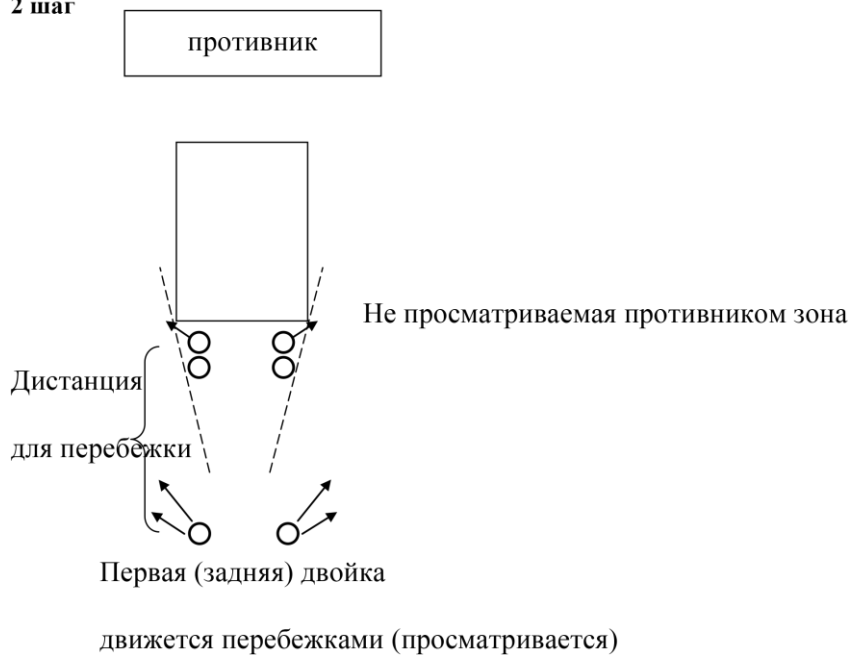 2 шаг
противник
Не просматриваемая противником зона
Дистанция
для перебежки
Первая (задняя) двойка
движется перебежками (просматривается)